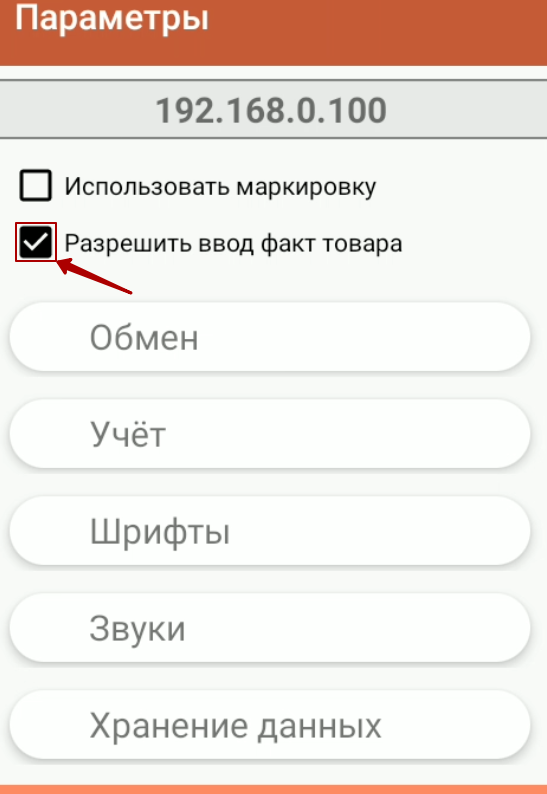 Параметры
192.168.0.100
Использовать маркировку
Разрешить ввод факт товара
Обмен
Учёт
Шрифты
Звуки
Хранение данных